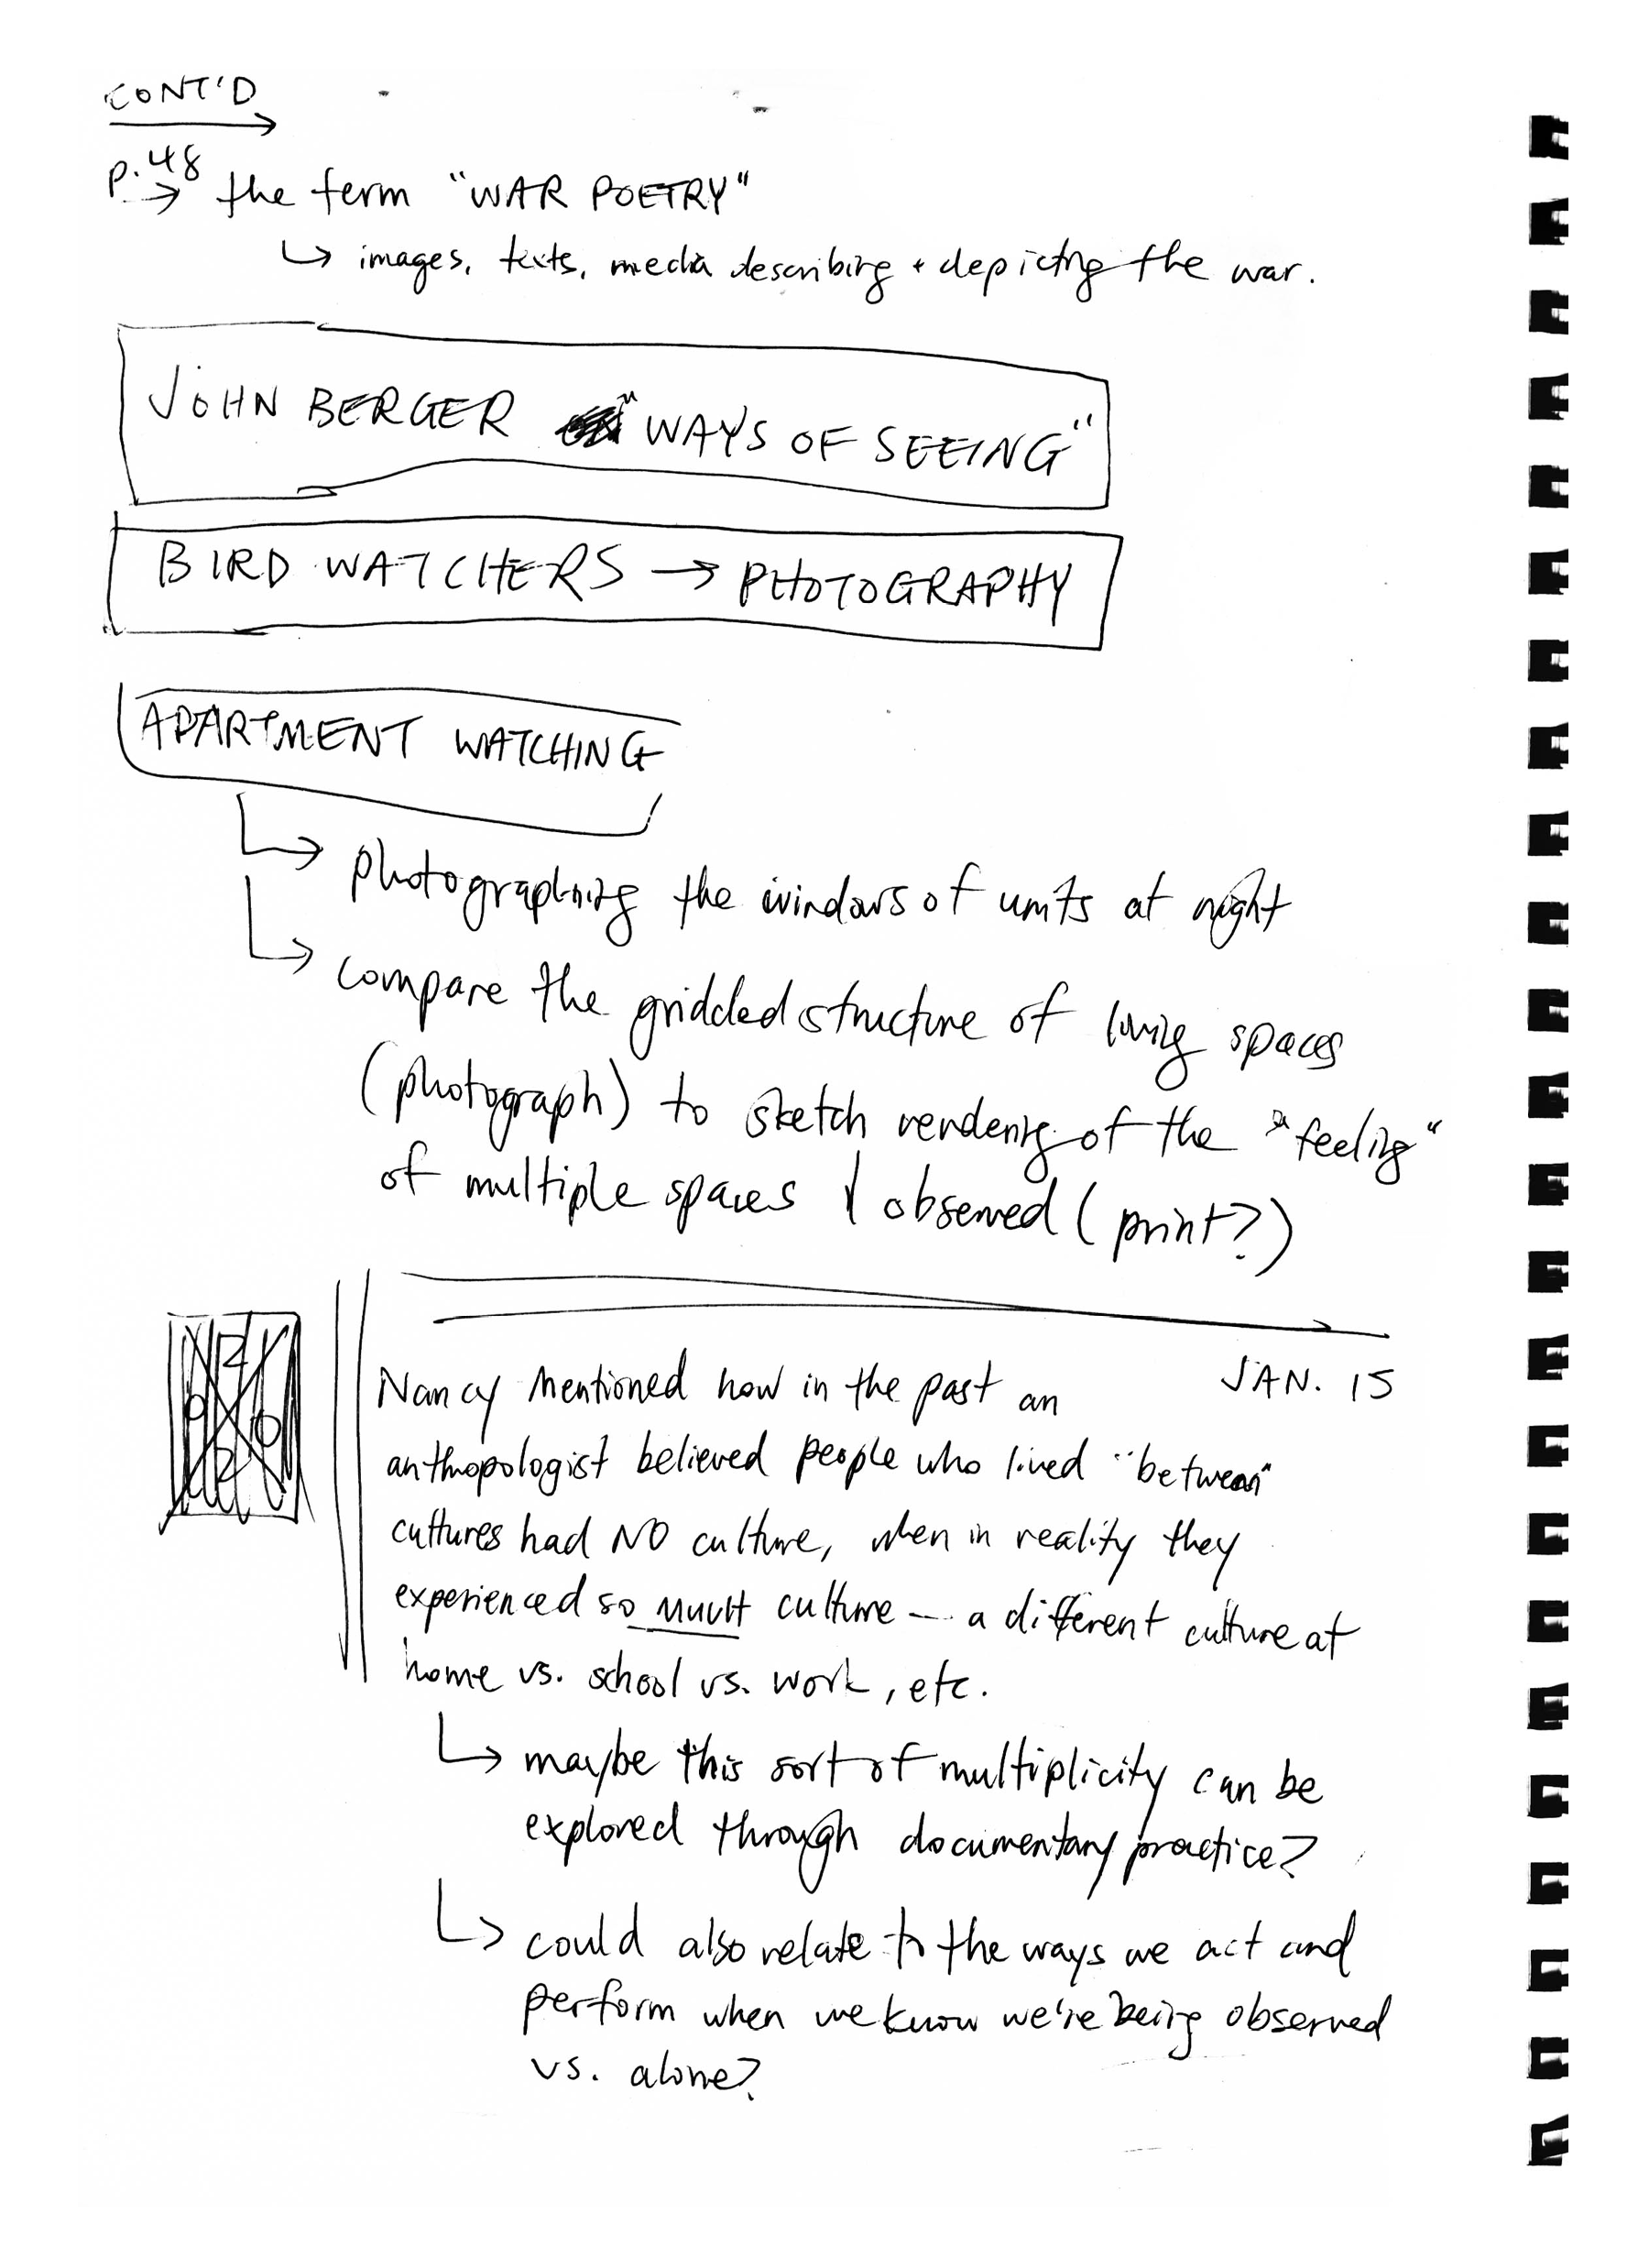 CONT'D
p.48
→ the term "WAR POETRY"
↳ images, texts, media describing + depicting the war.
JOHN BERGER "WAYS OF SEEING"
BIRD WATCHERS → PHOTOGRAPHY
APARTMENT WATCHING
↳ photographing the windows of units at night
↳ compare the gridded structure of living spaces
(photograph) to sketch rendering of the "feeling"
of multiple spaces I observed (print?)
JAN. 15
Nancy mentioned how in the past an
anthropologist believed people who lived "between"
cultures had NO culture, when in reality they
experienced so MUCH culture — a different culture at
home vs. school vs. work, etc.
↳ maybe this sort of multiplicity can be
explored through documentary practice?
↳ could also relate to the ways we act and
perform when we know we're being observed
vs. alone?